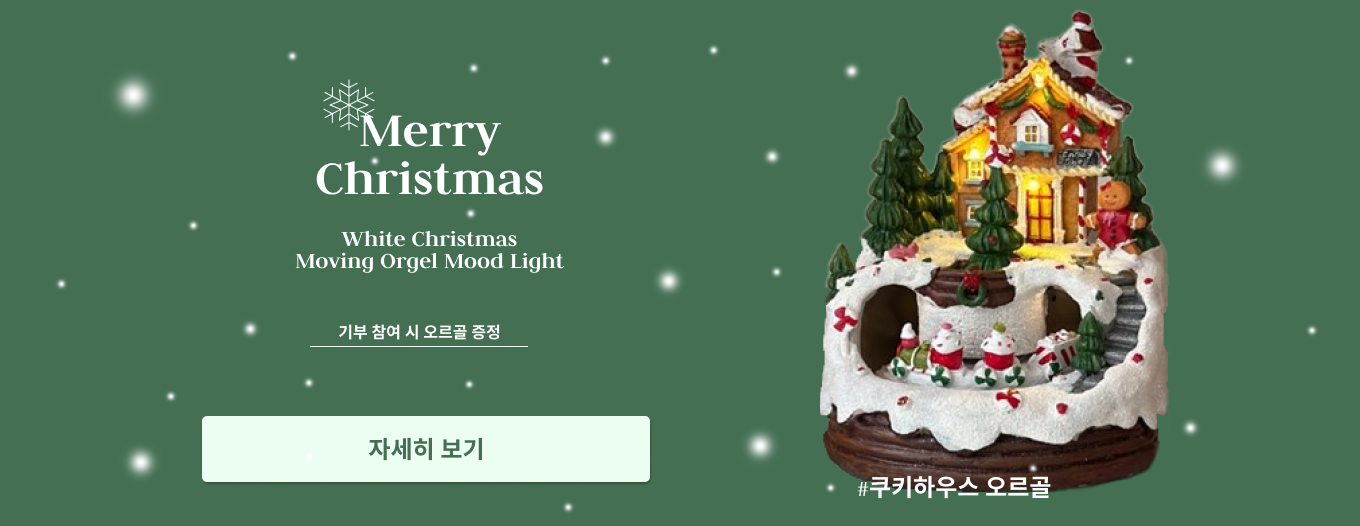 Merry
Christmas
White Christmas
Moving Orgel Mood Light
기부 참여 시 오르골 증정
자세히 보기
#쿠키하우스 오르골